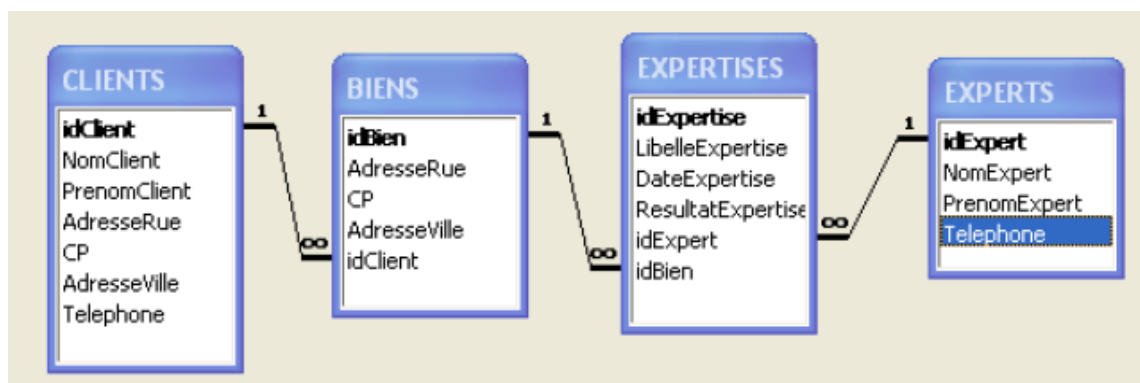 CLIENTS
idClient
NomClient
PrenomClient
AdresseRue
CP
AdresseVille
Telephone
1
∞
BIENS
idBien
AdresseRue
CP
AdresseVille
idClient
1
∞
EXPERTISES
idExpertise
LibelleExpertise
DateExpertise
ResultatExpertise
idExpert
idBien
1
∞
EXPERTS
idExpert
NomExpert
PrenomExpert
Telephone